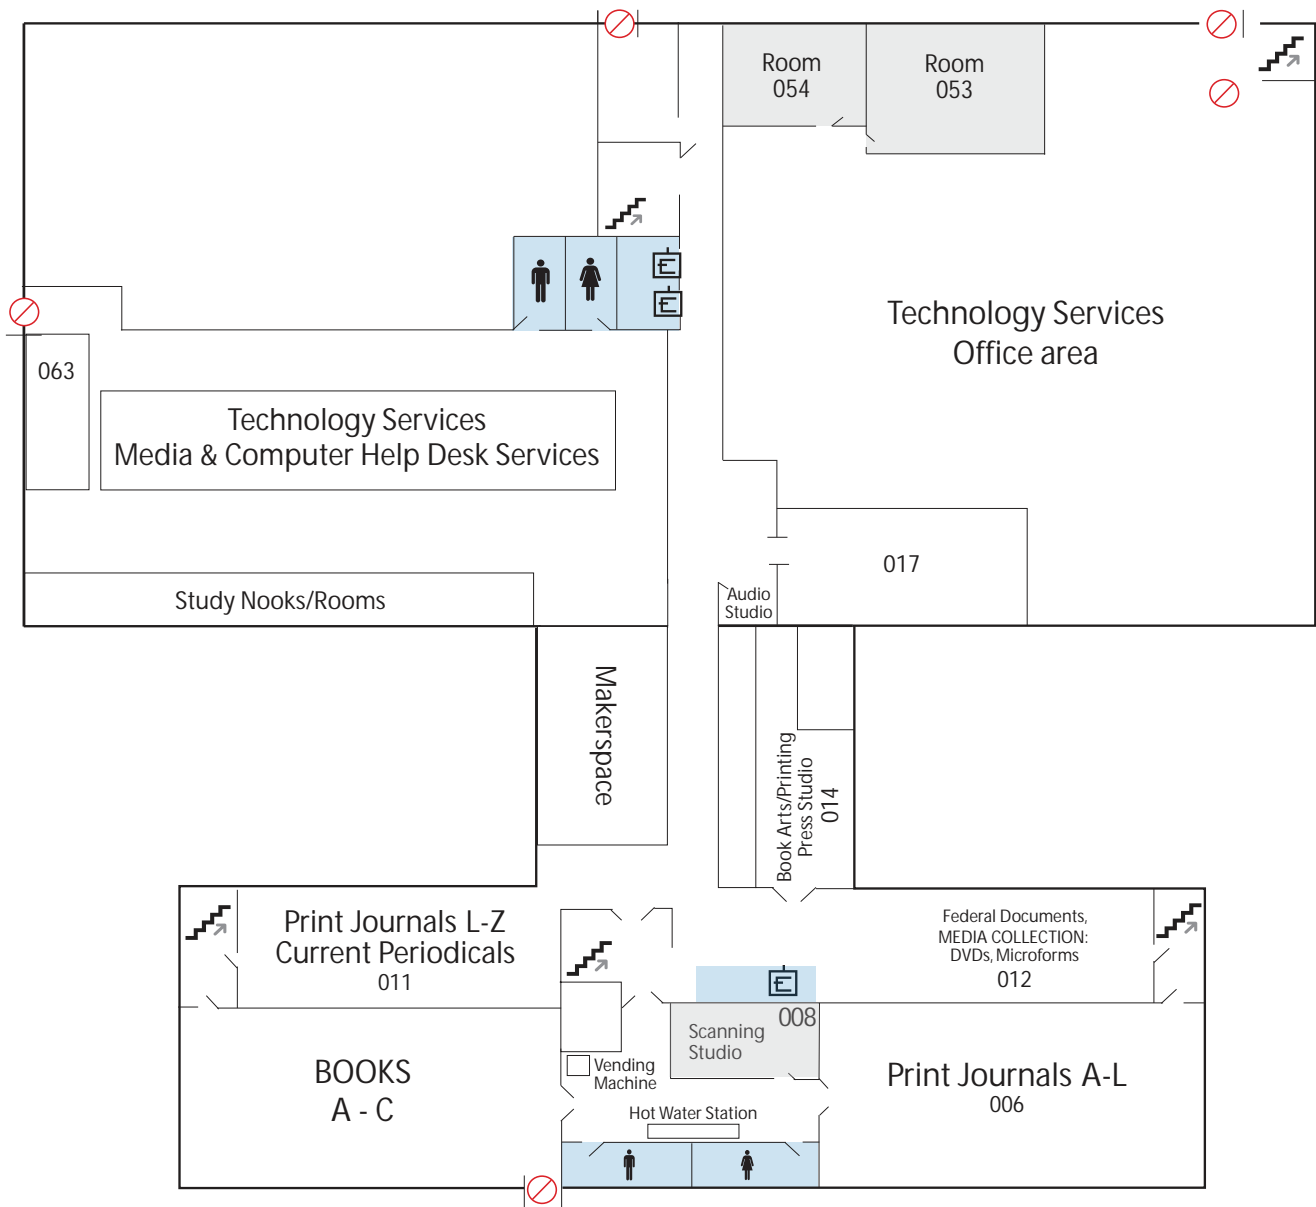 Room
054
Room
053
Technology Services
Office area
063
Technology Services
Media & Computer Help Desk Services
017
Study Nooks/Rooms
Audio
Studio
Makerspace
Book Arts/Printing
Press Studio
014
Print Journals L-Z
Current Periodicals
011
Federal Documents,
MEDIA COLLECTION:
DVDs, Microforms
012
E
E
E
008
Scanning
Studio
BOOKS
A - C
Vending
Machine
Print Journals A-L
006
Hot Water Station